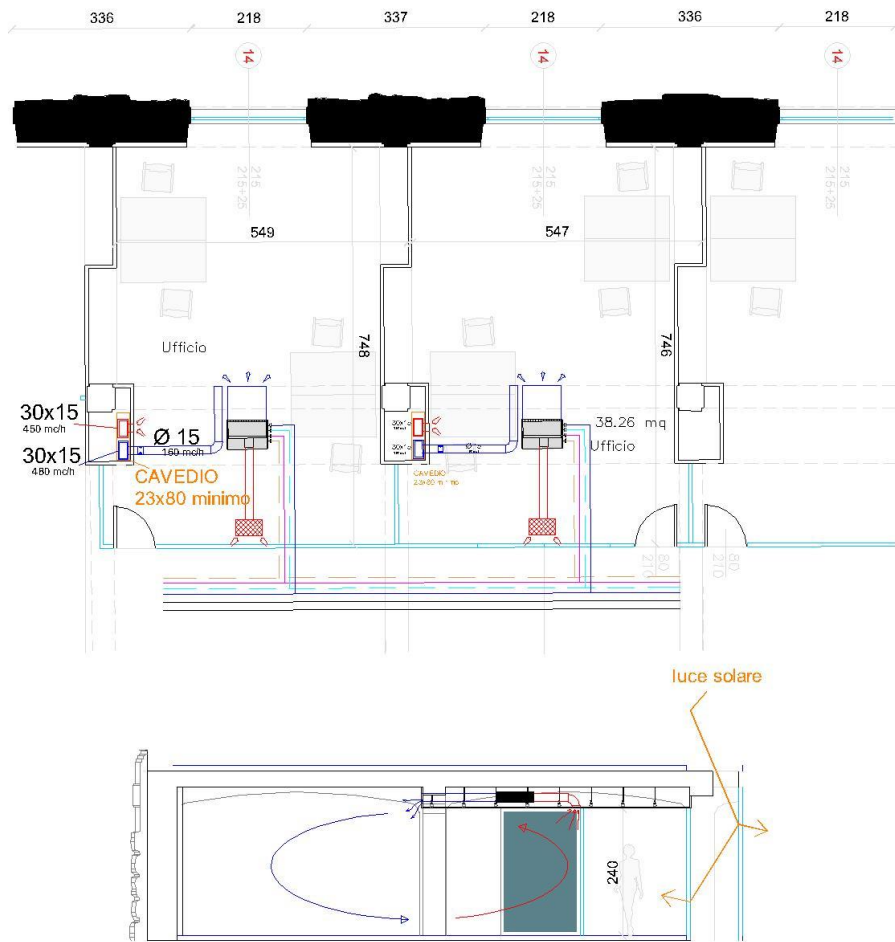 336
218
337
218
336
218
14
14
14
215
215+25
215
215+25
215
215+25
549
547
Ufficio
748
746
30x15
450 mc/h
30x15
480 mc/h
Ø 15
160 mc/h
CAVEDIO
23x80 minimo
30x15
30x15
CAVEDIO
38.26 mq
Ufficio
80
210
80
210
luce solare
240